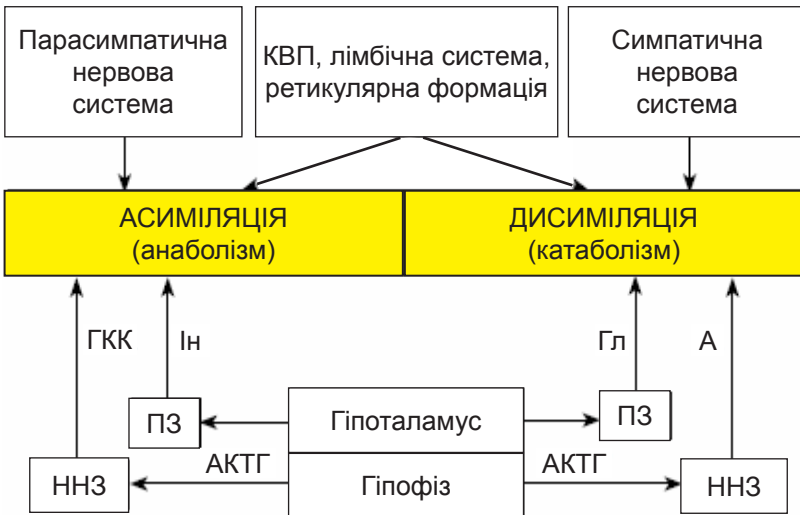 Парасимпатична
нервова
система
КВП, лімбічна система,
ретикулярна формація
Симпатична
нервова
система
АСИМІЛЯЦІЯ
(анаболізм)
ДИСИМІЛЯЦІЯ
(катаболізм)
ГКК
Ін
Гл
А
ПЗ
Гіпоталамус
ПЗ
ННЗ
АКТГ
Гіпофіз
АКТГ
ННЗ